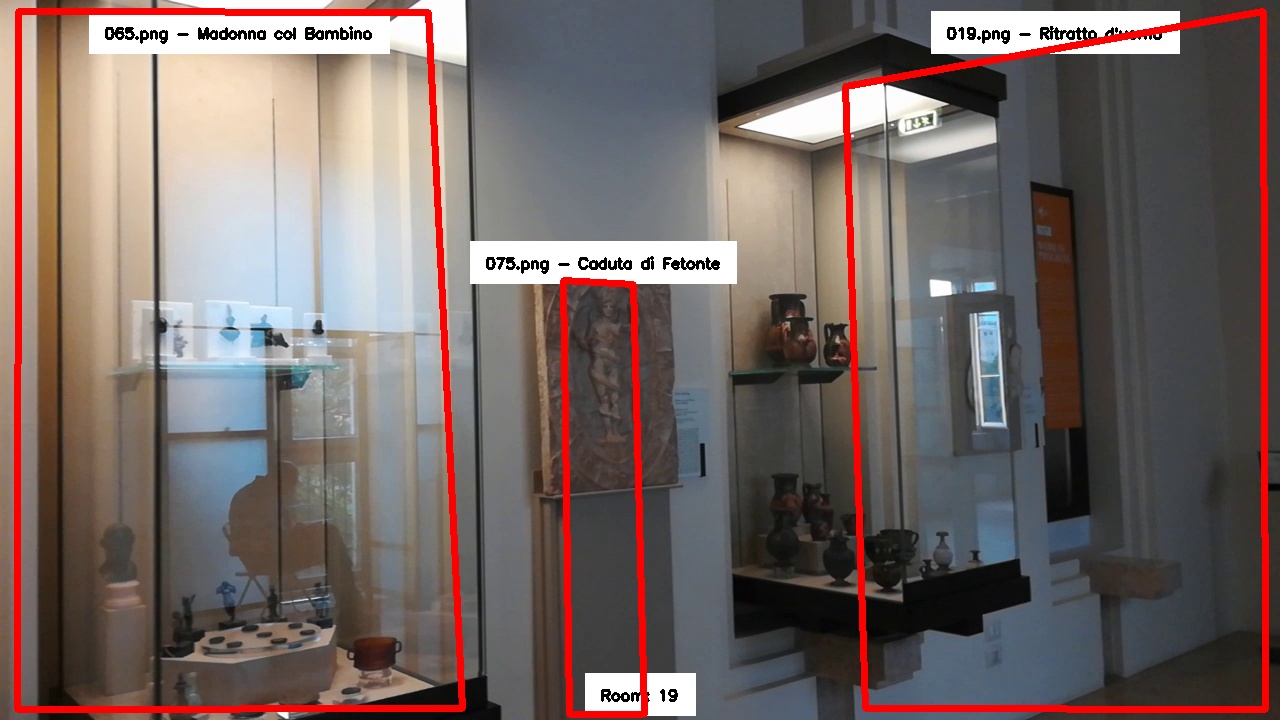 065.png - Madonna col Bambino
019.png - Ritratto d'uomo
075.png - Caduta di Fetonte
Room: 19